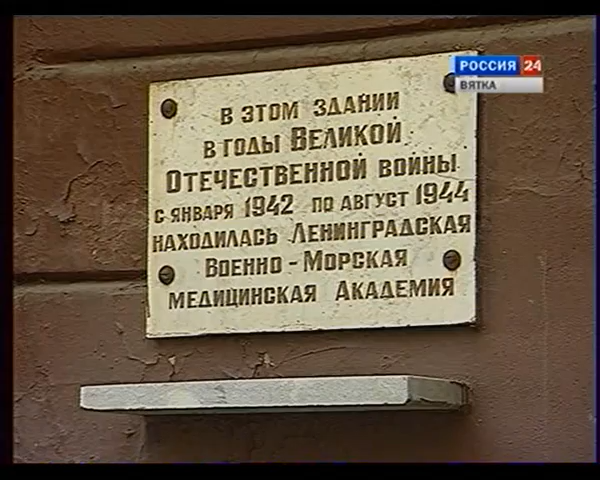 РОССИЯ 24
ВЯТКА
В ЭТОМ ЗДАНИИ
В ГОДЫ ВЕЛИКОЙ
ОТЕЧЕСТВЕННОЙ ВОЙНЫ
С ЯНВАРЯ 1942 ПО АВГУСТ 1944
НАХОДИЛАСЬ ЛЕНИНГРАДСКАЯ
ВОЕННО - МОРСКАЯ
МЕДИЦИНСКАЯ АКАДЕМИЯ